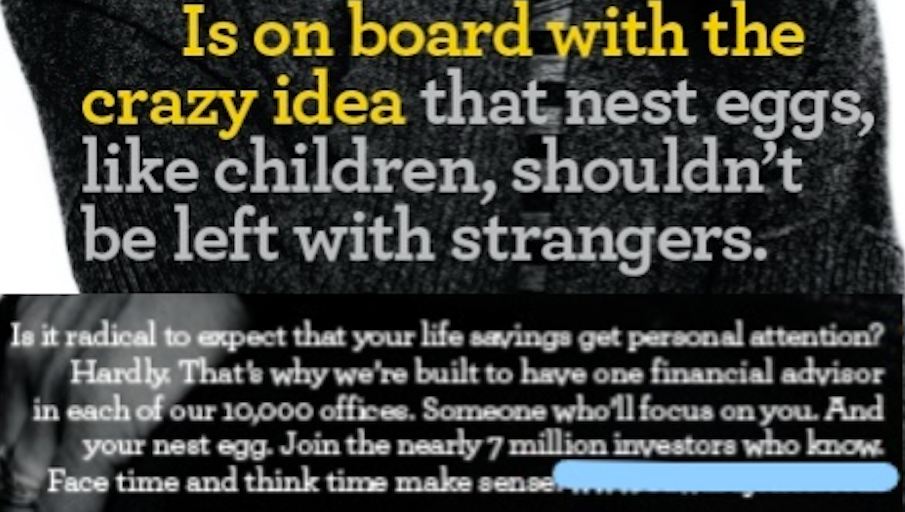 Is on board with the
crazy idea that nest eggs,
like children, shouldn't
be left with strangers.
Is it radical to expect that your life savings get personal attention?
Hardly. That's why we're built to have one financial advisor
in each of our 10,000 offices. Someone who'll focus on you. And
your nest egg. Join the nearly 7 million investors who know.
Face time and think time make sense.